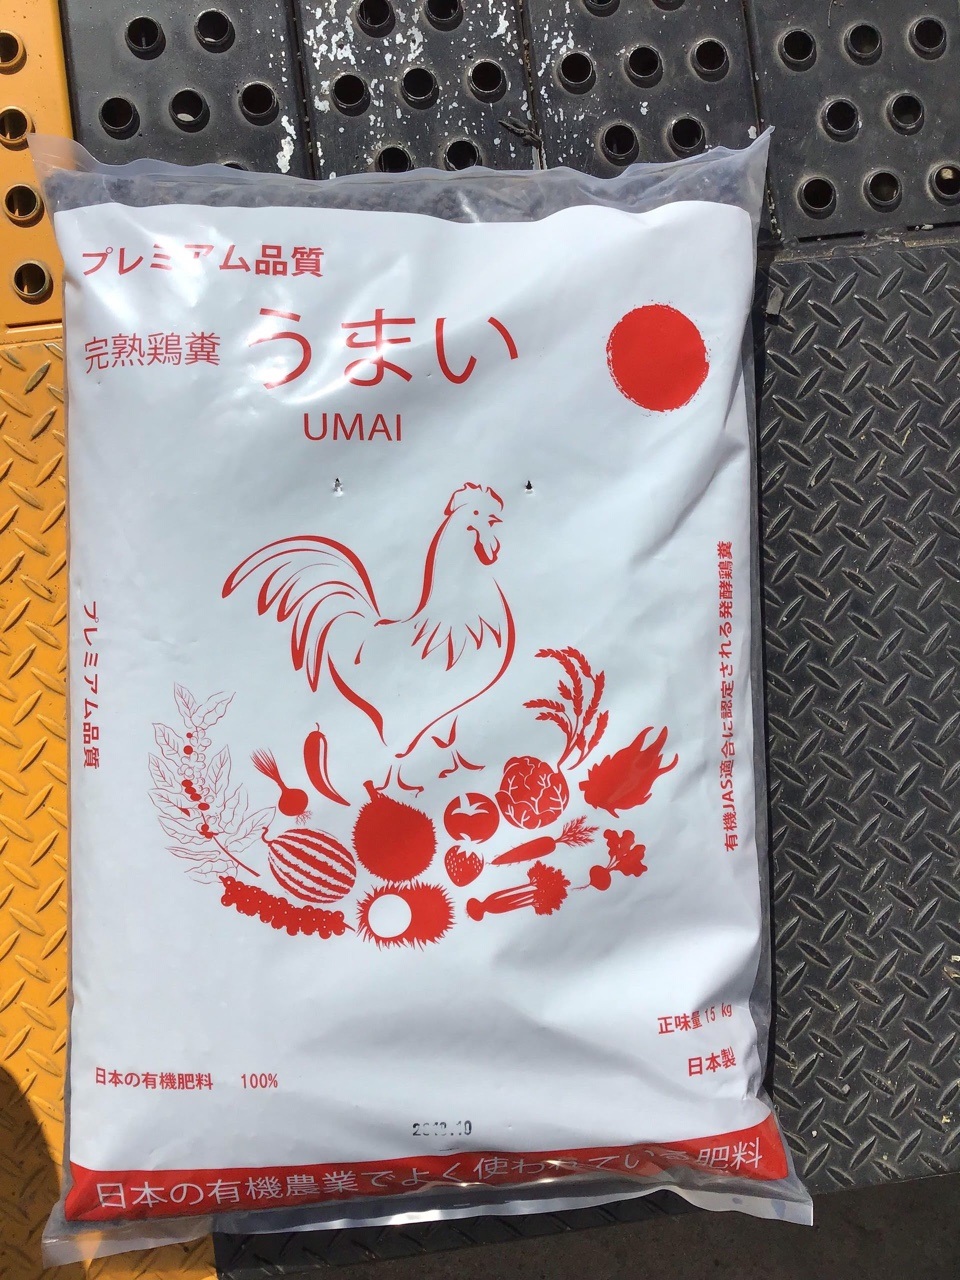 プレミアム品質
完熟鶏糞 うまい
UMAI
プレミアム品質
有機JAS適合に認定される発酵鶏糞
正味量 15 kg
日本製
日本の有機肥料 100%
日本の有機農業でよく使われている肥料